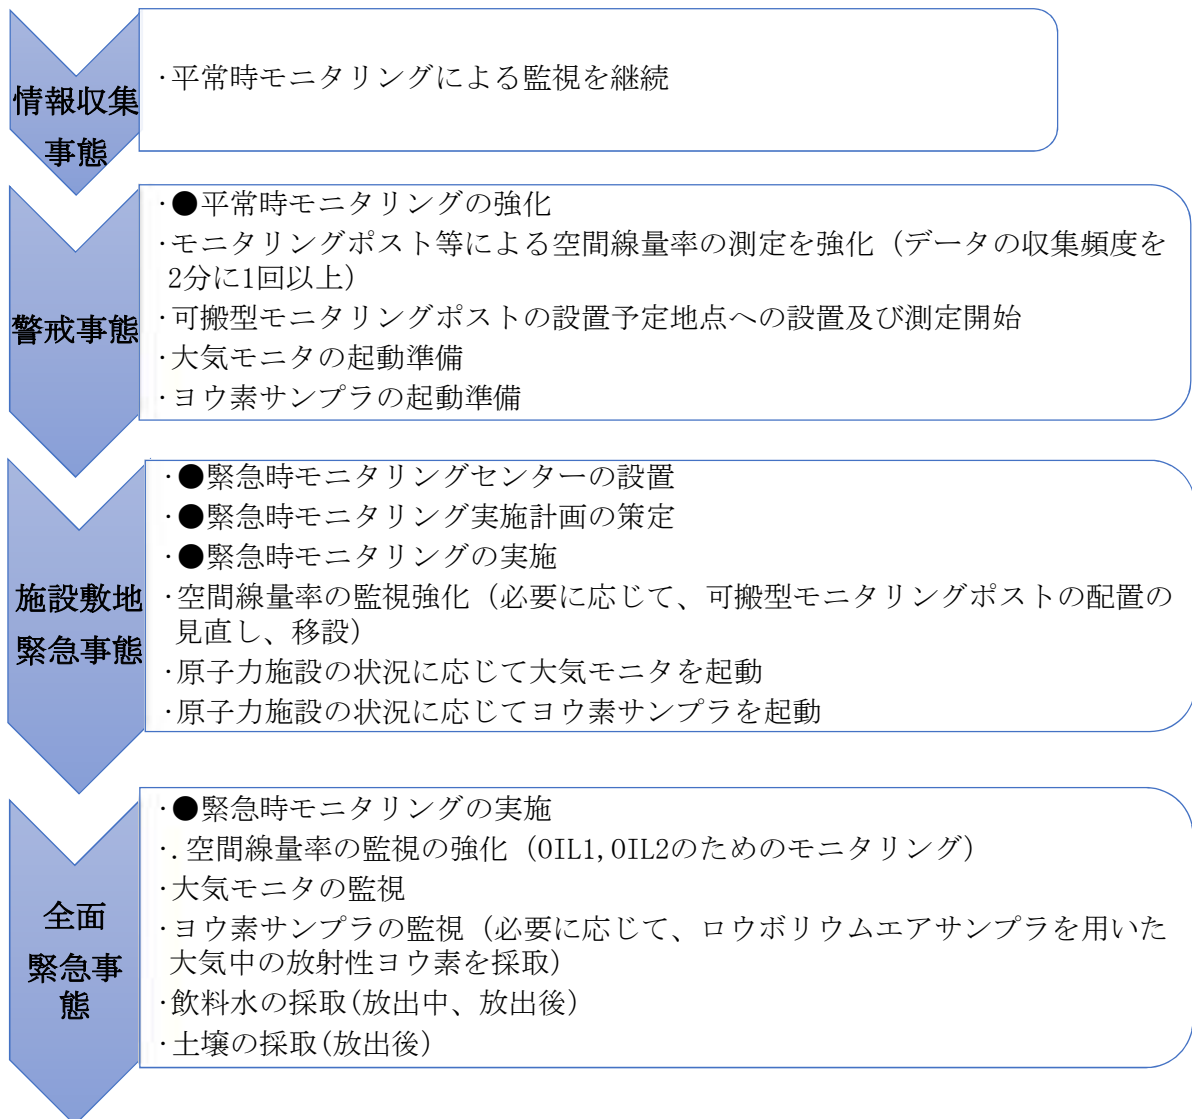 情報収集
事態
·平常時モニタリングによる監視を継続
警戒事態
·●平常時モニタリングの強化
·モニタリングポスト等による空間線量率の測定を強化（データの収集頻度を
2分に1回以上）
·可搬型モニタリングポストの設置予定地点への設置及び測定開始
·大気モニタの起動準備
·ヨウ素サンプラの起動準備
施設敷地
緊急事態
·●緊急時モニタリングセンターの設置
·●緊急時モニタリング実施計画の策定
·●緊急時モニタリングの実施
·空間線量率の監視強化（必要に応じて、可搬型モニタリングポストの配置の
見直し、移設）
·原子力施設の状況に応じて大気モニタを起動
·原子力施設の状況に応じてヨウ素サンプラを起動
全面
緊急事
態
·●緊急時モニタリングの実施
·. 空間線量率の監視の強化（OIL1,OIL2のためのモニタリング）
·大気モニタの監視
·ヨウ素サンプラの監視（必要に応じて、ロウボリウムエアサンプラを用いた
大気中の放射性ヨウ素を採取）
·飲料水の採取(放出中、放出後）
·土壌の採取(放出後）